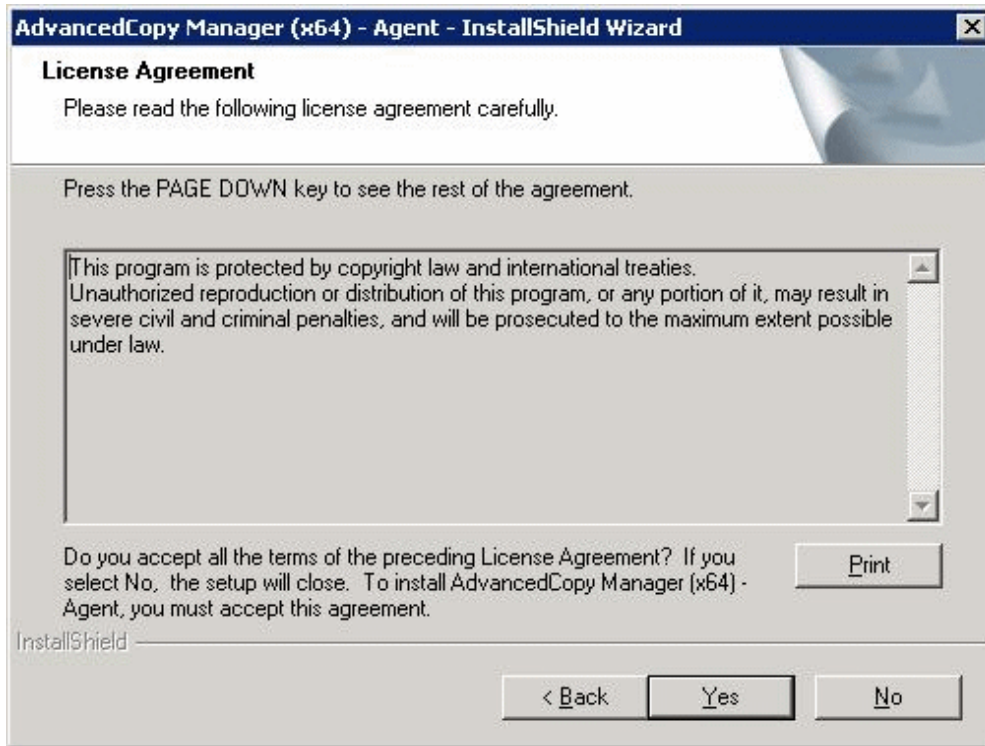 AdvancedCopy Manager (x64) - Agent - InstallShield Wizard
License Agreement
Please read the following license agreement carefully.
Press the PAGE DOWN key to see the rest of the agreement.
This program is protected by copyright law and international treaties.
Unauthorized reproduction or distribution of this program, or any portion of it, may result in
severe civil and criminal penalties, and will be prosecuted to the maximum extent possible
under law.
Do you accept all the terms of the preceding License Agreement? If you
select No, the setup will close. To install AdvancedCopy Manager (x64) -
Agent, you must accept this agreement.
Print
InstallShield
< Back
Yes
No